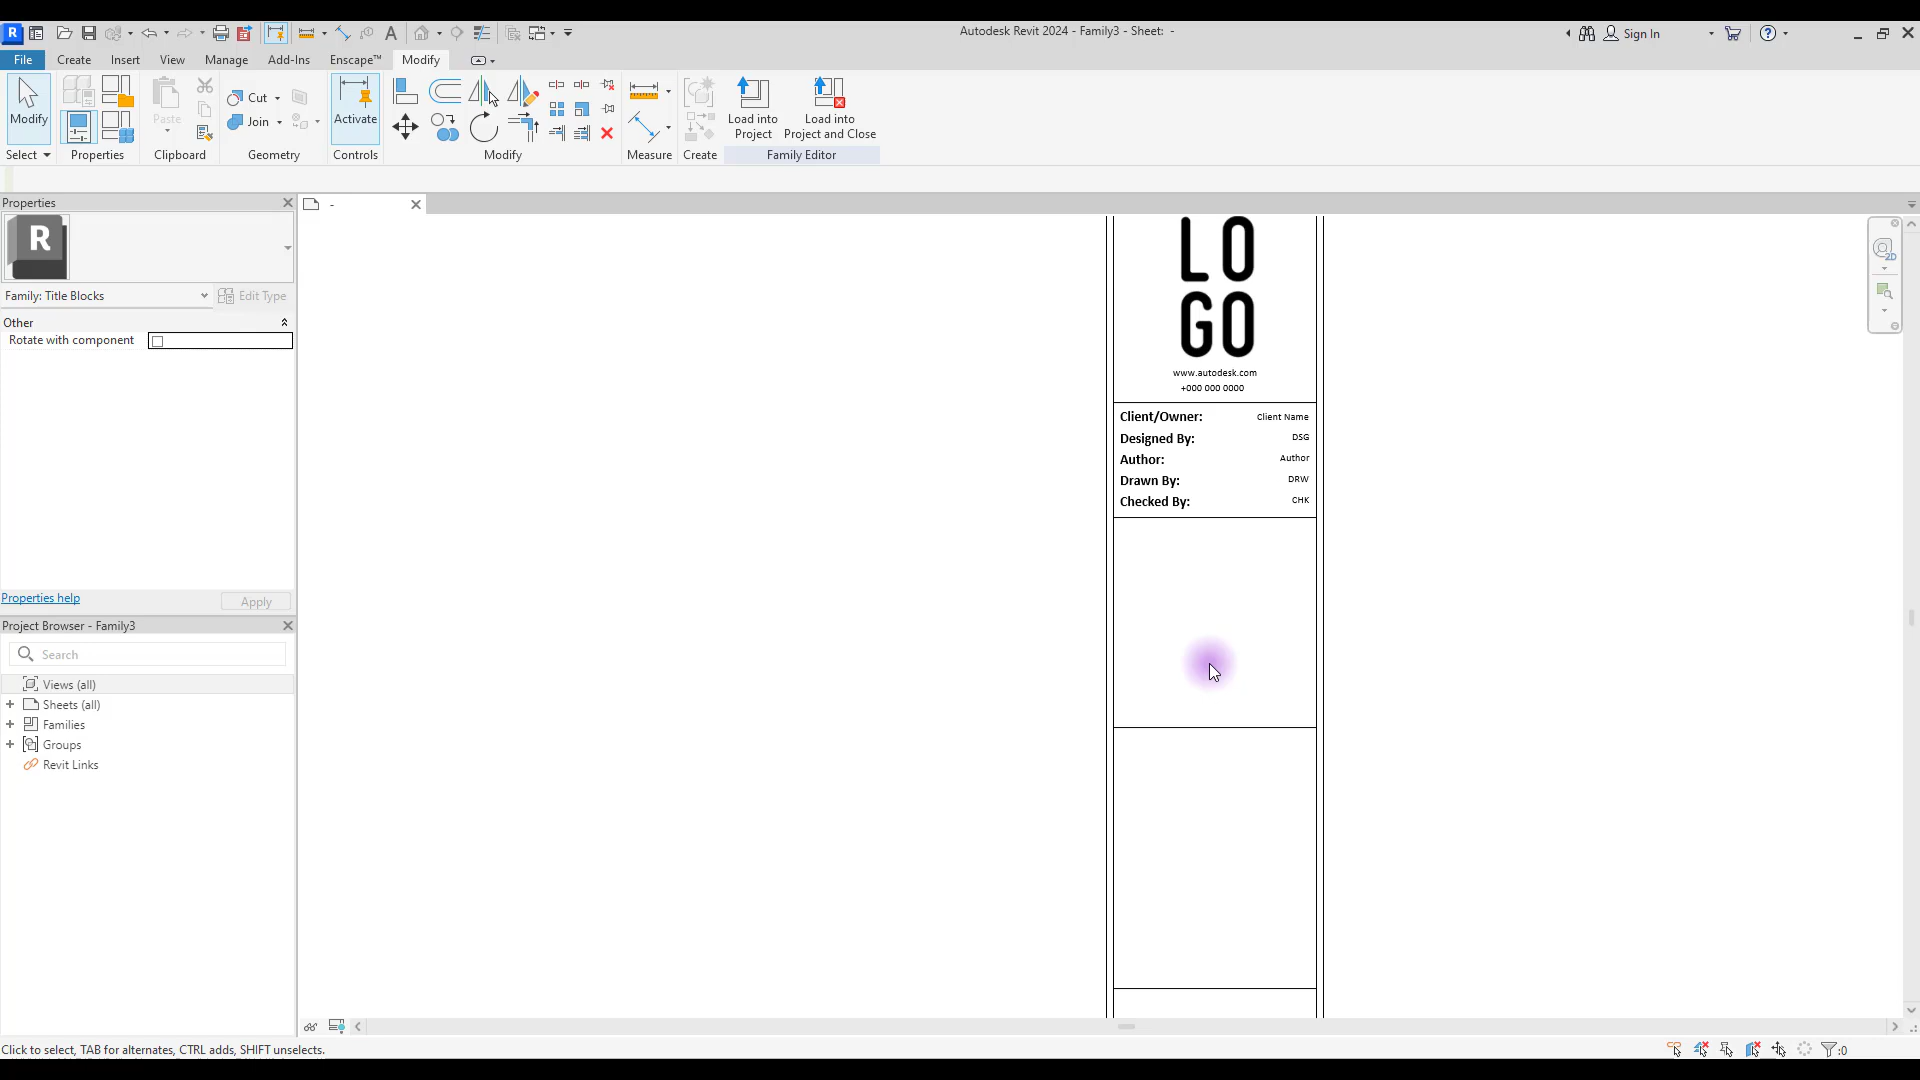 R
Autodesk Revit 2024 - Family3 - Sheet: -
Sign In
File
Create
Insert
View
Manage
Add-Ins
Enscape™
Modify
Modify
Paste
Cut
Join
Activate
Load into Project
Load into Project and Close
Select
Properties
Clipboard
Geometry
Controls
Modify
Measure
Create
Family Editor
Properties
-
R
Family: Title Blocks
Edit Type
Other
Rotate with component
2D
LO
GO
www.autodesk.com
+000 000 0000
Client/Owner: Client Name
Designed By: DSG
Author: Author
Drawn By: DRW
Checked By: CHK
Properties help
Apply
Project Browser - Family3
Search
Views (all)
Sheets (all)
Families
Groups
Revit Links
Click to select, TAB for alternates, CTRL adds, SHIFT unselects.
:0